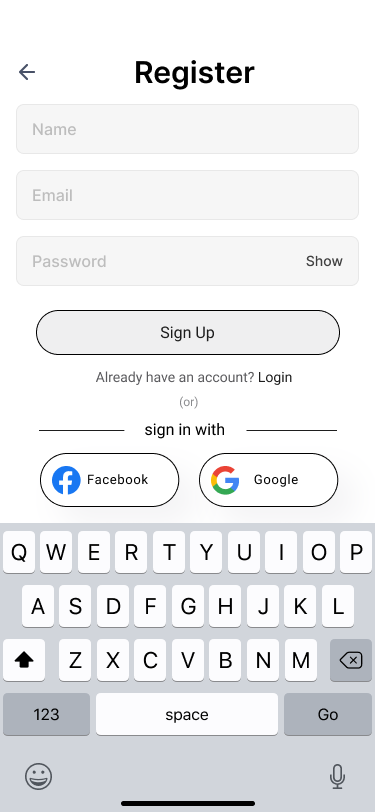 Register
Name
Email
Password Show
Sign Up
Already have an account? Login
(or)
sign in with
Facebook Google
Q W E R T Y U I O P
A S D F G H J K L
Z X C V B N M
123 space Go